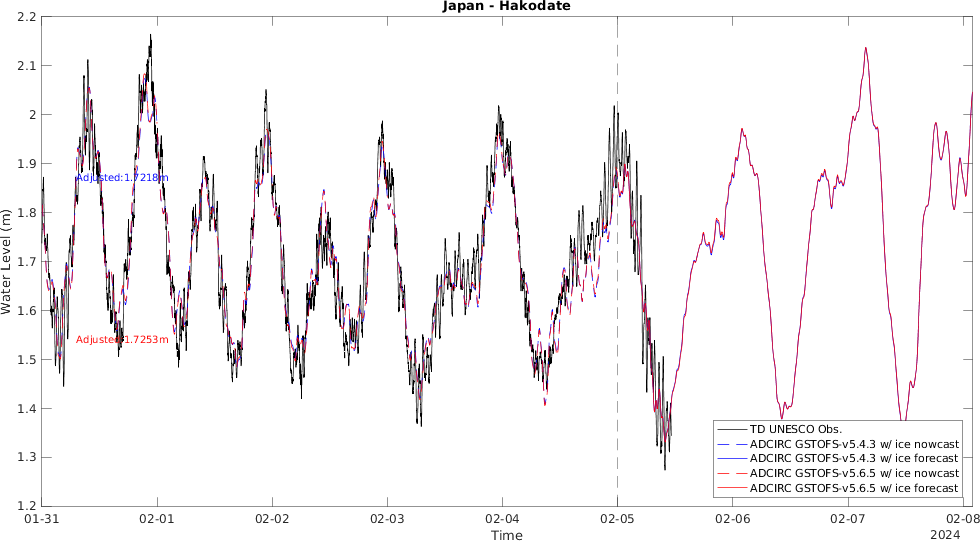 Japan - Hakodate
2.2
2.1
2
1.9
1.8
1.7
1.6
1.5
1.4
1.3
1.2
Water Level (m)
Adjusted:1.7218m
Adjusted:1.7253m
TD UNESCO Obs.
ADCIRC GSTOFS-v5.4.3 w/ ice nowcast
ADCIRC GSTOFS-v5.4.3 w/ ice forecast
ADCIRC GSTOFS-v5.6.5 w/ ice nowcast
ADCIRC GSTOFS-v5.6.5 w/ ice forecast
01-31 02-01 02-02 02-03 02-04 02-05 02-06 02-07 02-08
Time
2024